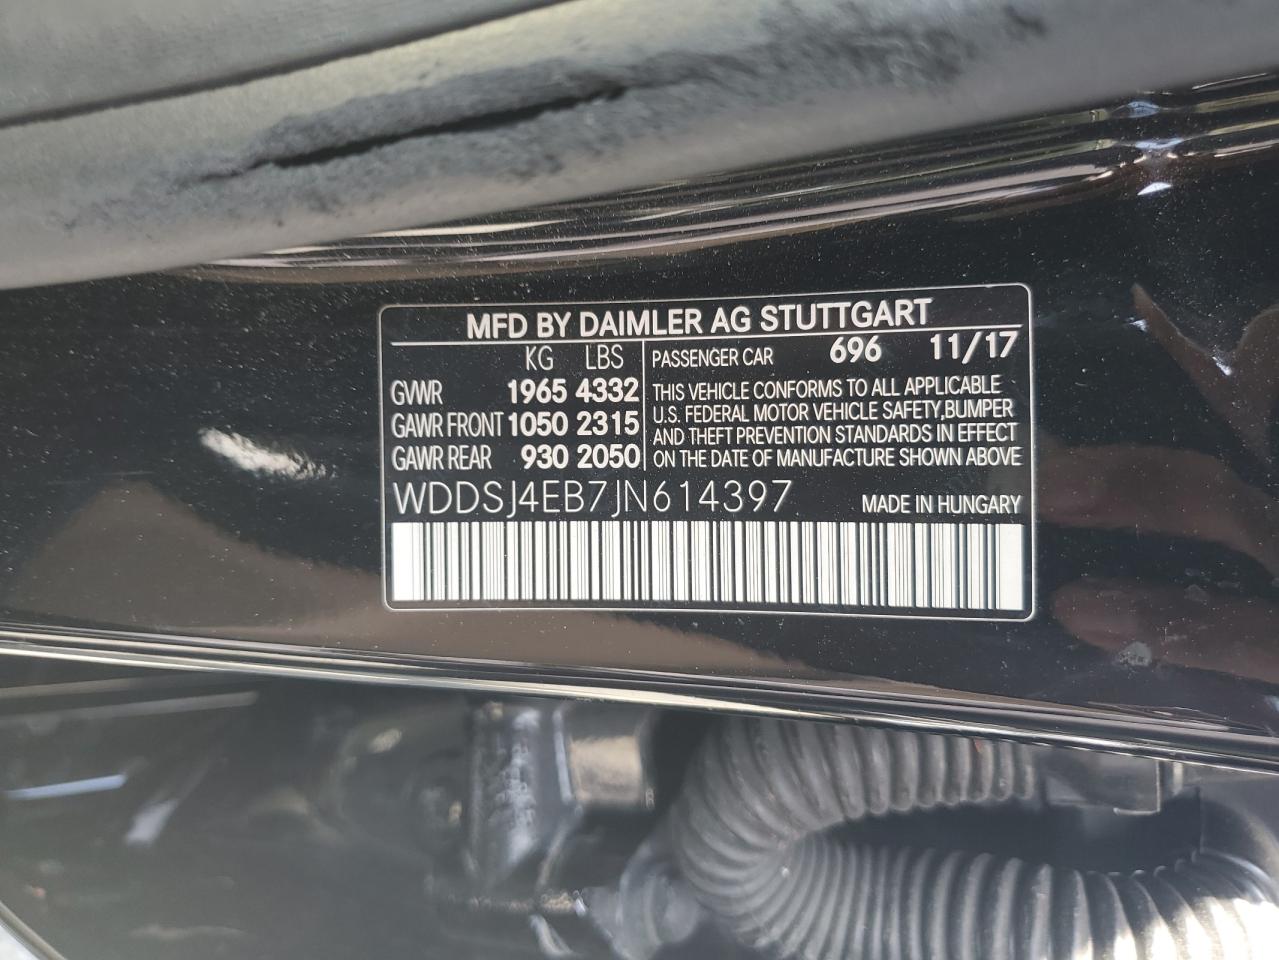 MFD BY DAIMLER AG STUTTGART
KG LBS
GVWR 1965 4332
GAWR FRONT 1050 2315
GAWR REAR 930 2050
PASSENGER CAR 696 11/17
THIS VEHICLE CONFORMS TO ALL APPLICABLE
U.S. FEDERAL MOTOR VEHICLE SAFETY,BUMPER
AND THEFT PREVENTION STANDARDS IN EFFECT
ON THE DATE OF MANUFACTURE SHOWN ABOVE
WDDSJ4EB7JN614397 MADE IN HUNGARY